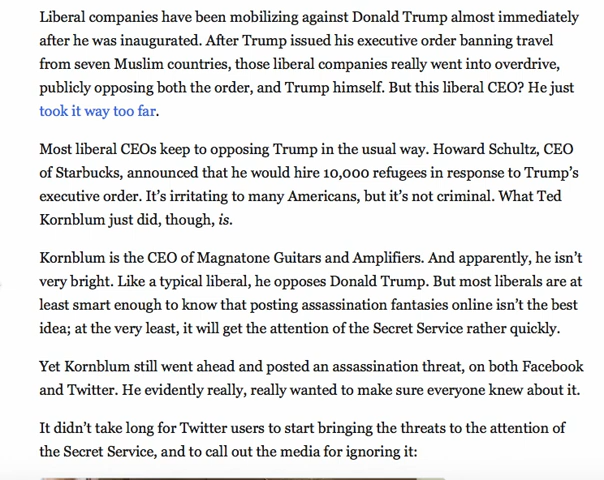 Liberal companies have been mobilizing against Donald Trump almost immediately
after he was inaugurated. After Trump issued his executive order banning travel
from seven Muslim countries, those liberal companies really went into overdrive,
publicly opposing both the order, and Trump himself. But this liberal CEO? He just
took it way too far.
Most liberal CEOs keep to opposing Trump in the usual way. Howard Schultz, CEO
of Starbucks, announced that he would hire 10,000 refugees in response to Trump’s
executive order. It’s irritating to many Americans, but it’s not criminal. What Ted
Kornblum just did, though, is.
Kornblum is the CEO of Magnatone Guitars and Amplifiers. And apparently, he isn’t
very bright. Like a typical liberal, he opposes Donald Trump. But most liberals are at
least smart enough to know that posting assassination fantasies online isn’t the best
idea; at the very least, it will get the attention of the Secret Service rather quickly.
Yet Kornblum still went ahead and posted an assassination threat, on both Facebook
and Twitter. He evidently really, really wanted to make sure everyone knew about it.
It didn’t take long for Twitter users to start bringing the threats to the attention of
the Secret Service, and to call out the media for ignoring it: